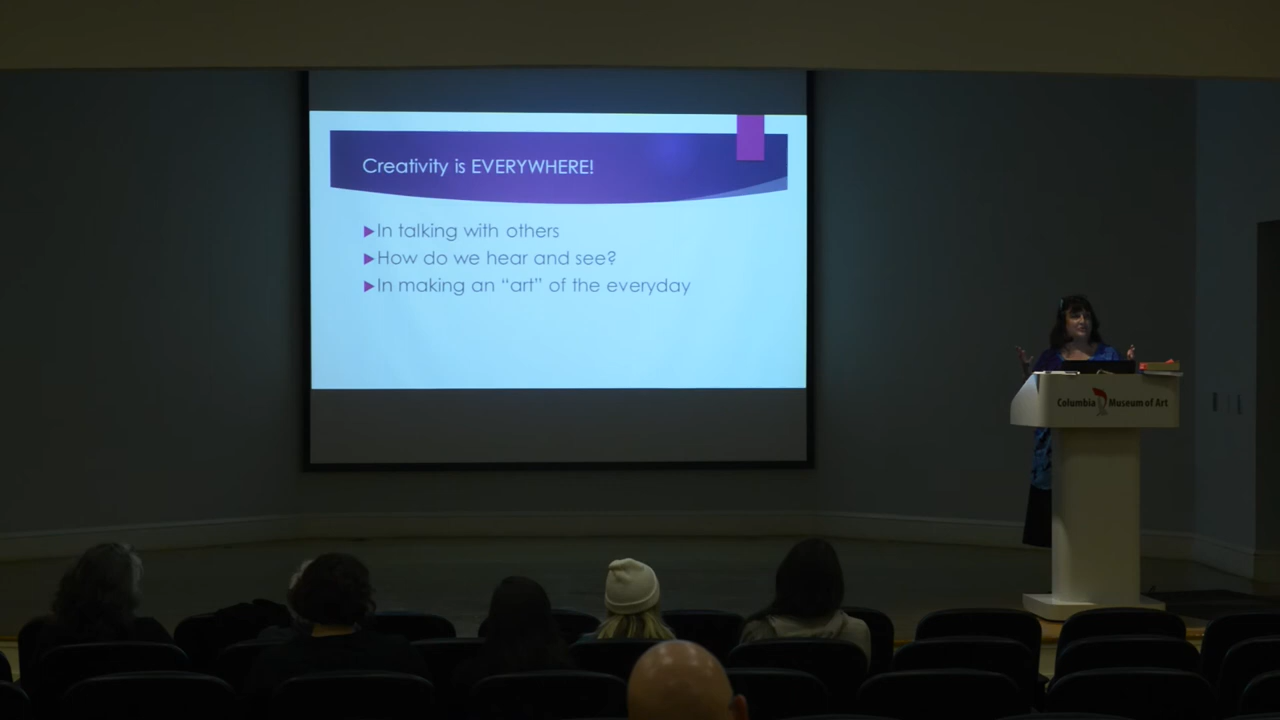 Creativity is EVERYWHERE!
▶In talking with others
▶How do we hear and see?
▶In making an “art” of the everyday
Columbia Museum of Art